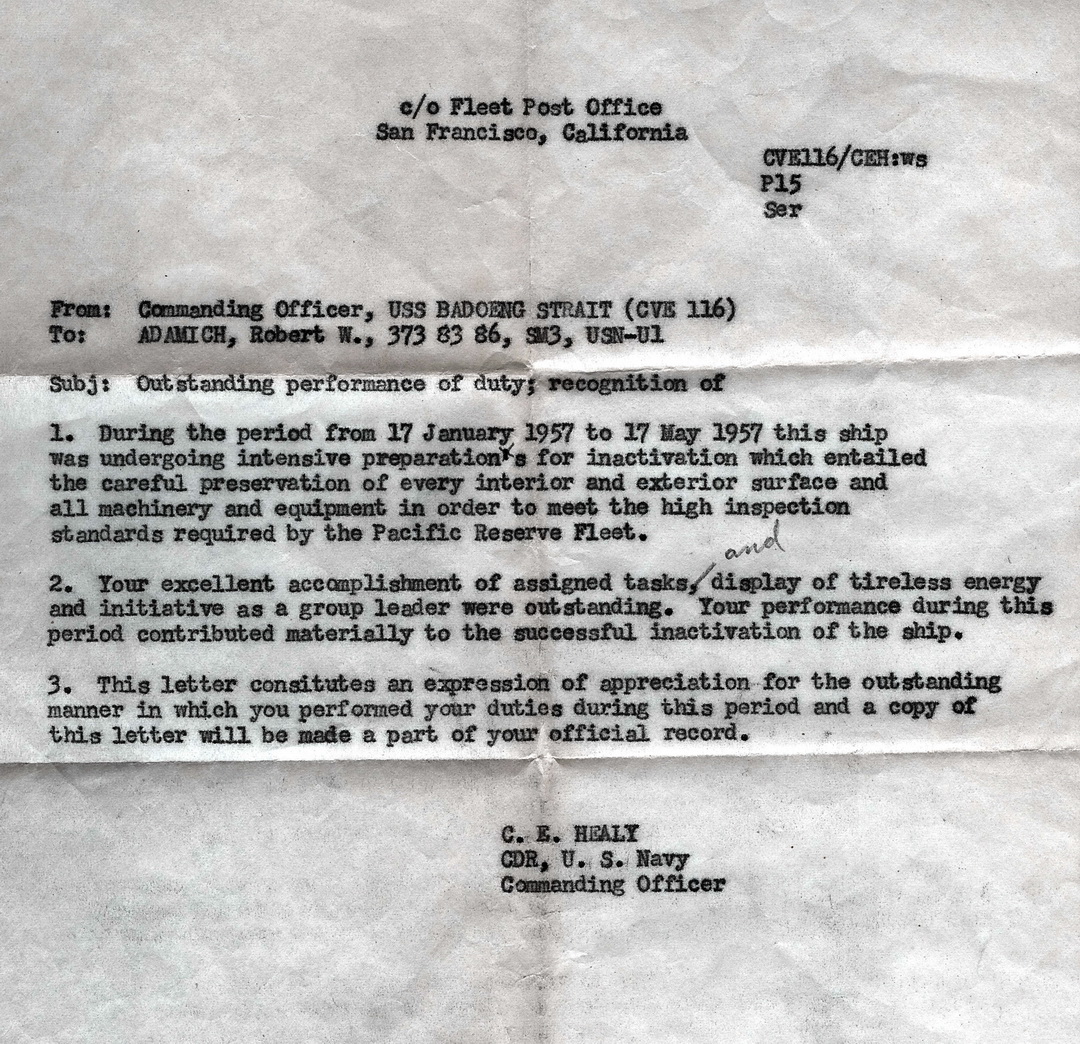 c/o Fleet Post Office
San Francisco, California
CVE116/CEH:ws
P15
Ser
From: Commanding Officer, USS BADOENG STRAIT (CVE 116)
To: ADAMICH, Robert W., 373 83 86, SM3, USN-U1
Subj: Outstanding performance of duty; recognition of
1. During the period from 17 January 1957 to 17 May 1957 this ship
was undergoing intensive preparations for inactivation which entailed
the careful preservation of every interior and exterior surface and
all machinery and equipment in order to meet the high inspection
standards required by the Pacific Reserve Fleet.
and
2. Your excellent accomplishment of assigned tasks, display of tireless energy
and initiative as a group leader were outstanding. Your performance during this
period contributed materially to the successful inactivation of the ship.
3. This letter consitutes an expression of appreciation for the outstanding
manner in which you performed your duties during this period and a copy of
this letter will be made a part of your official record.
C. E. HEALY
CDR, U. S. Navy
Commanding Officer